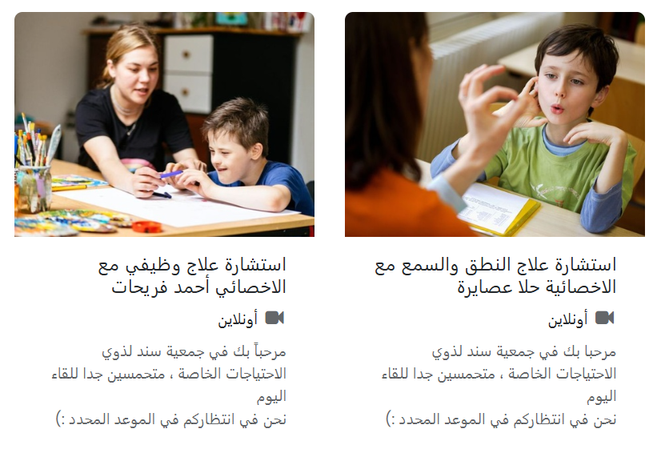 استشارة علاج النطق والسمع مع
الاخصائية حلا عصايرة
أونلاين
مرحبا بك في جمعية سند لذوي
الاحتياجات الخاصة ، متحمسين جدا للقاء
اليوم
نحن في انتظاركم في الموعد المحدد :)
استشارة علاج وظيفي مع
الاخصائي أحمد فريحات
أونلاين
مرحباً بك في جمعية سند لذوي
الاحتياجات الخاصة ، متحمسين جدا للقاء
اليوم
نحن في انتظاركم في الموعد المحدد :)